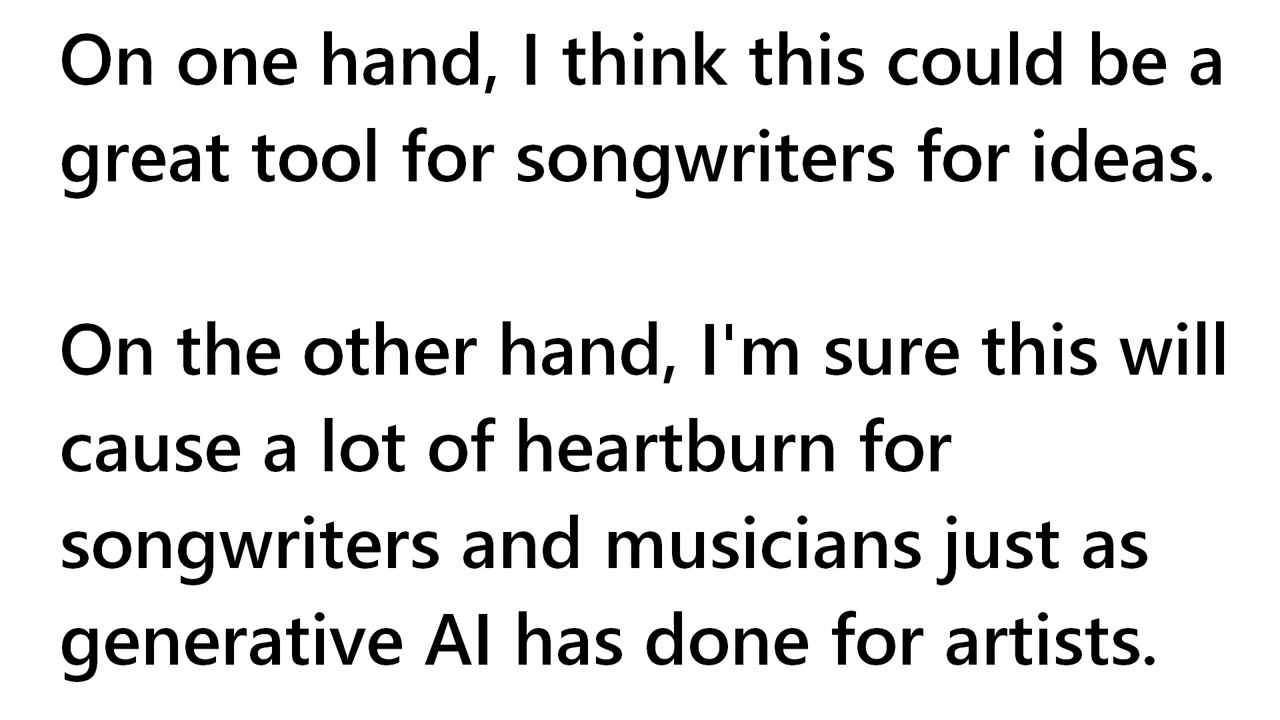 On one hand, I think this could be a
great tool for songwriters for ideas.
On the other hand, I'm sure this will
cause a lot of heartburn for
songwriters and musicians just as
generative AI has done for artists.